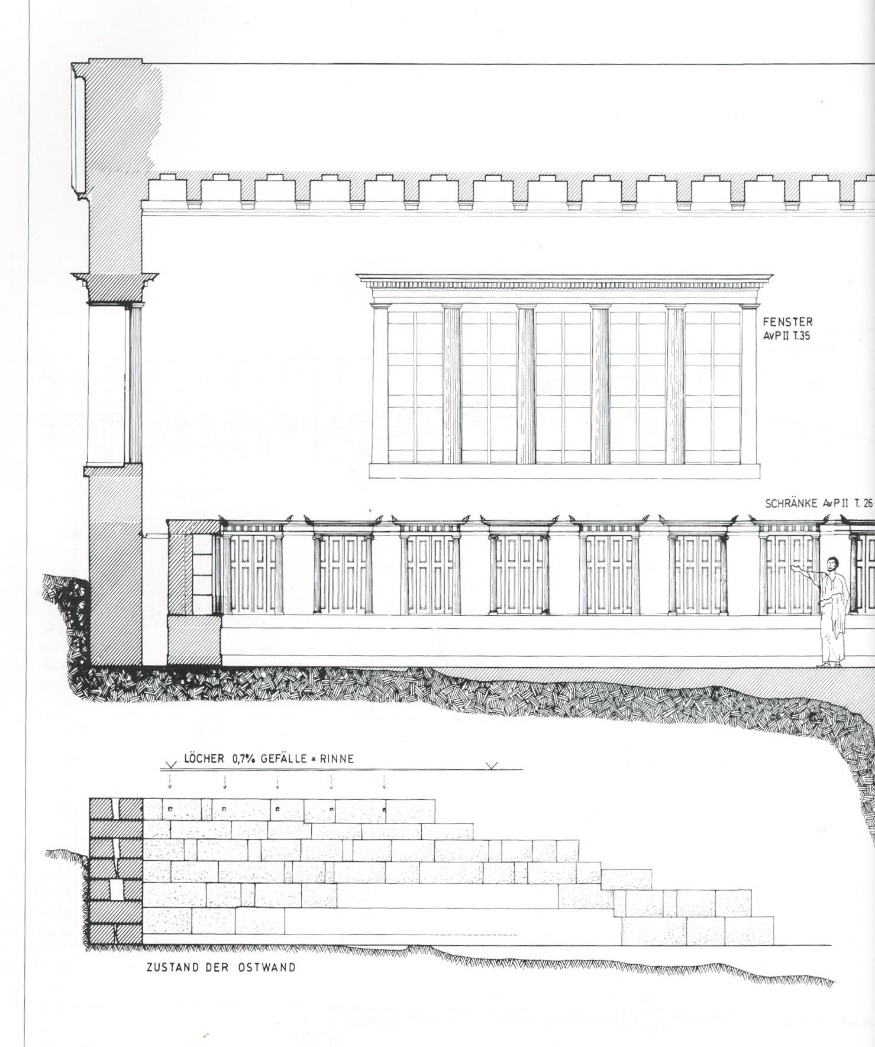 FENSTER
AvP II T.35
SCHRÄNKE AvP II T. 26
LÖCHER 0,7% GEFÄLLE = RINNE
ZUSTAND DER OSTWAND